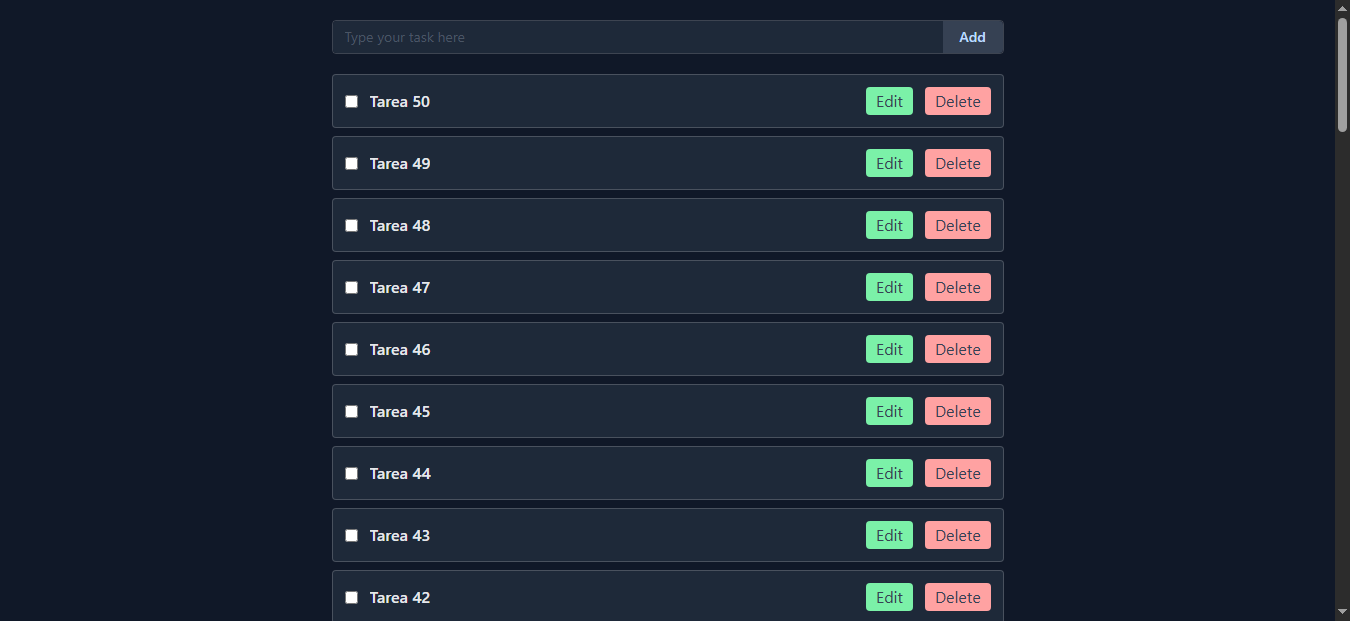 Type your task here Add
Tarea 50 Edit Delete
Tarea 49 Edit Delete
Tarea 48 Edit Delete
Tarea 47 Edit Delete
Tarea 46 Edit Delete
Tarea 45 Edit Delete
Tarea 44 Edit Delete
Tarea 43 Edit Delete
Tarea 42 Edit Delete